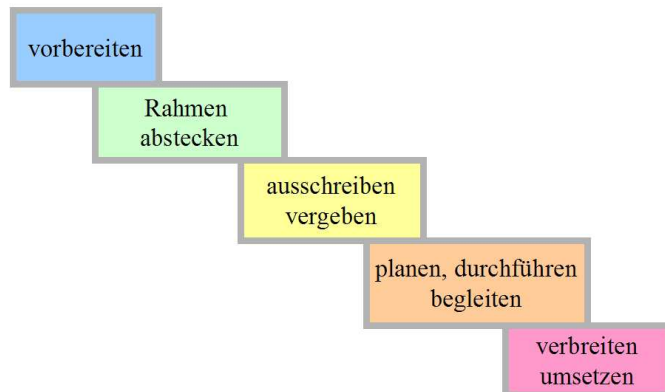 vorbereiten
Rahmen
abstecken
ausschreiben
vergeben
planen, durchführen
begleiten
verbreiten
umsetzen